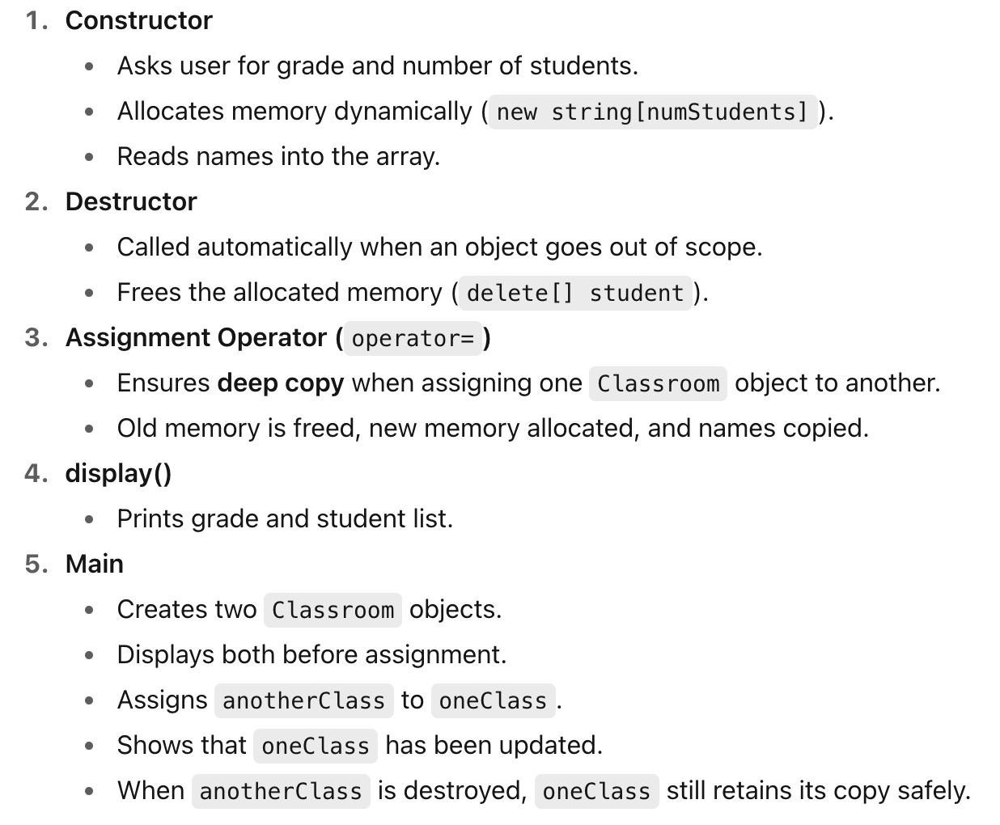 1. Constructor
• Asks user for grade and number of students.
• Allocates memory dynamically ( new string[numStudents] ).
• Reads names into the array.
2. Destructor
• Called automatically when an object goes out of scope.
• Frees the allocated memory ( delete[] student ).
3. Assignment Operator ( operator= )
• Ensures deep copy when assigning one Classroom object to another.
• Old memory is freed, new memory allocated, and names copied.
4. display()
• Prints grade and student list.
5. Main
• Creates two Classroom objects.
• Displays both before assignment.
• Assigns anotherClass to oneClass .
• Shows that oneClass has been updated.
• When anotherClass is destroyed, oneClass still retains its copy safely.